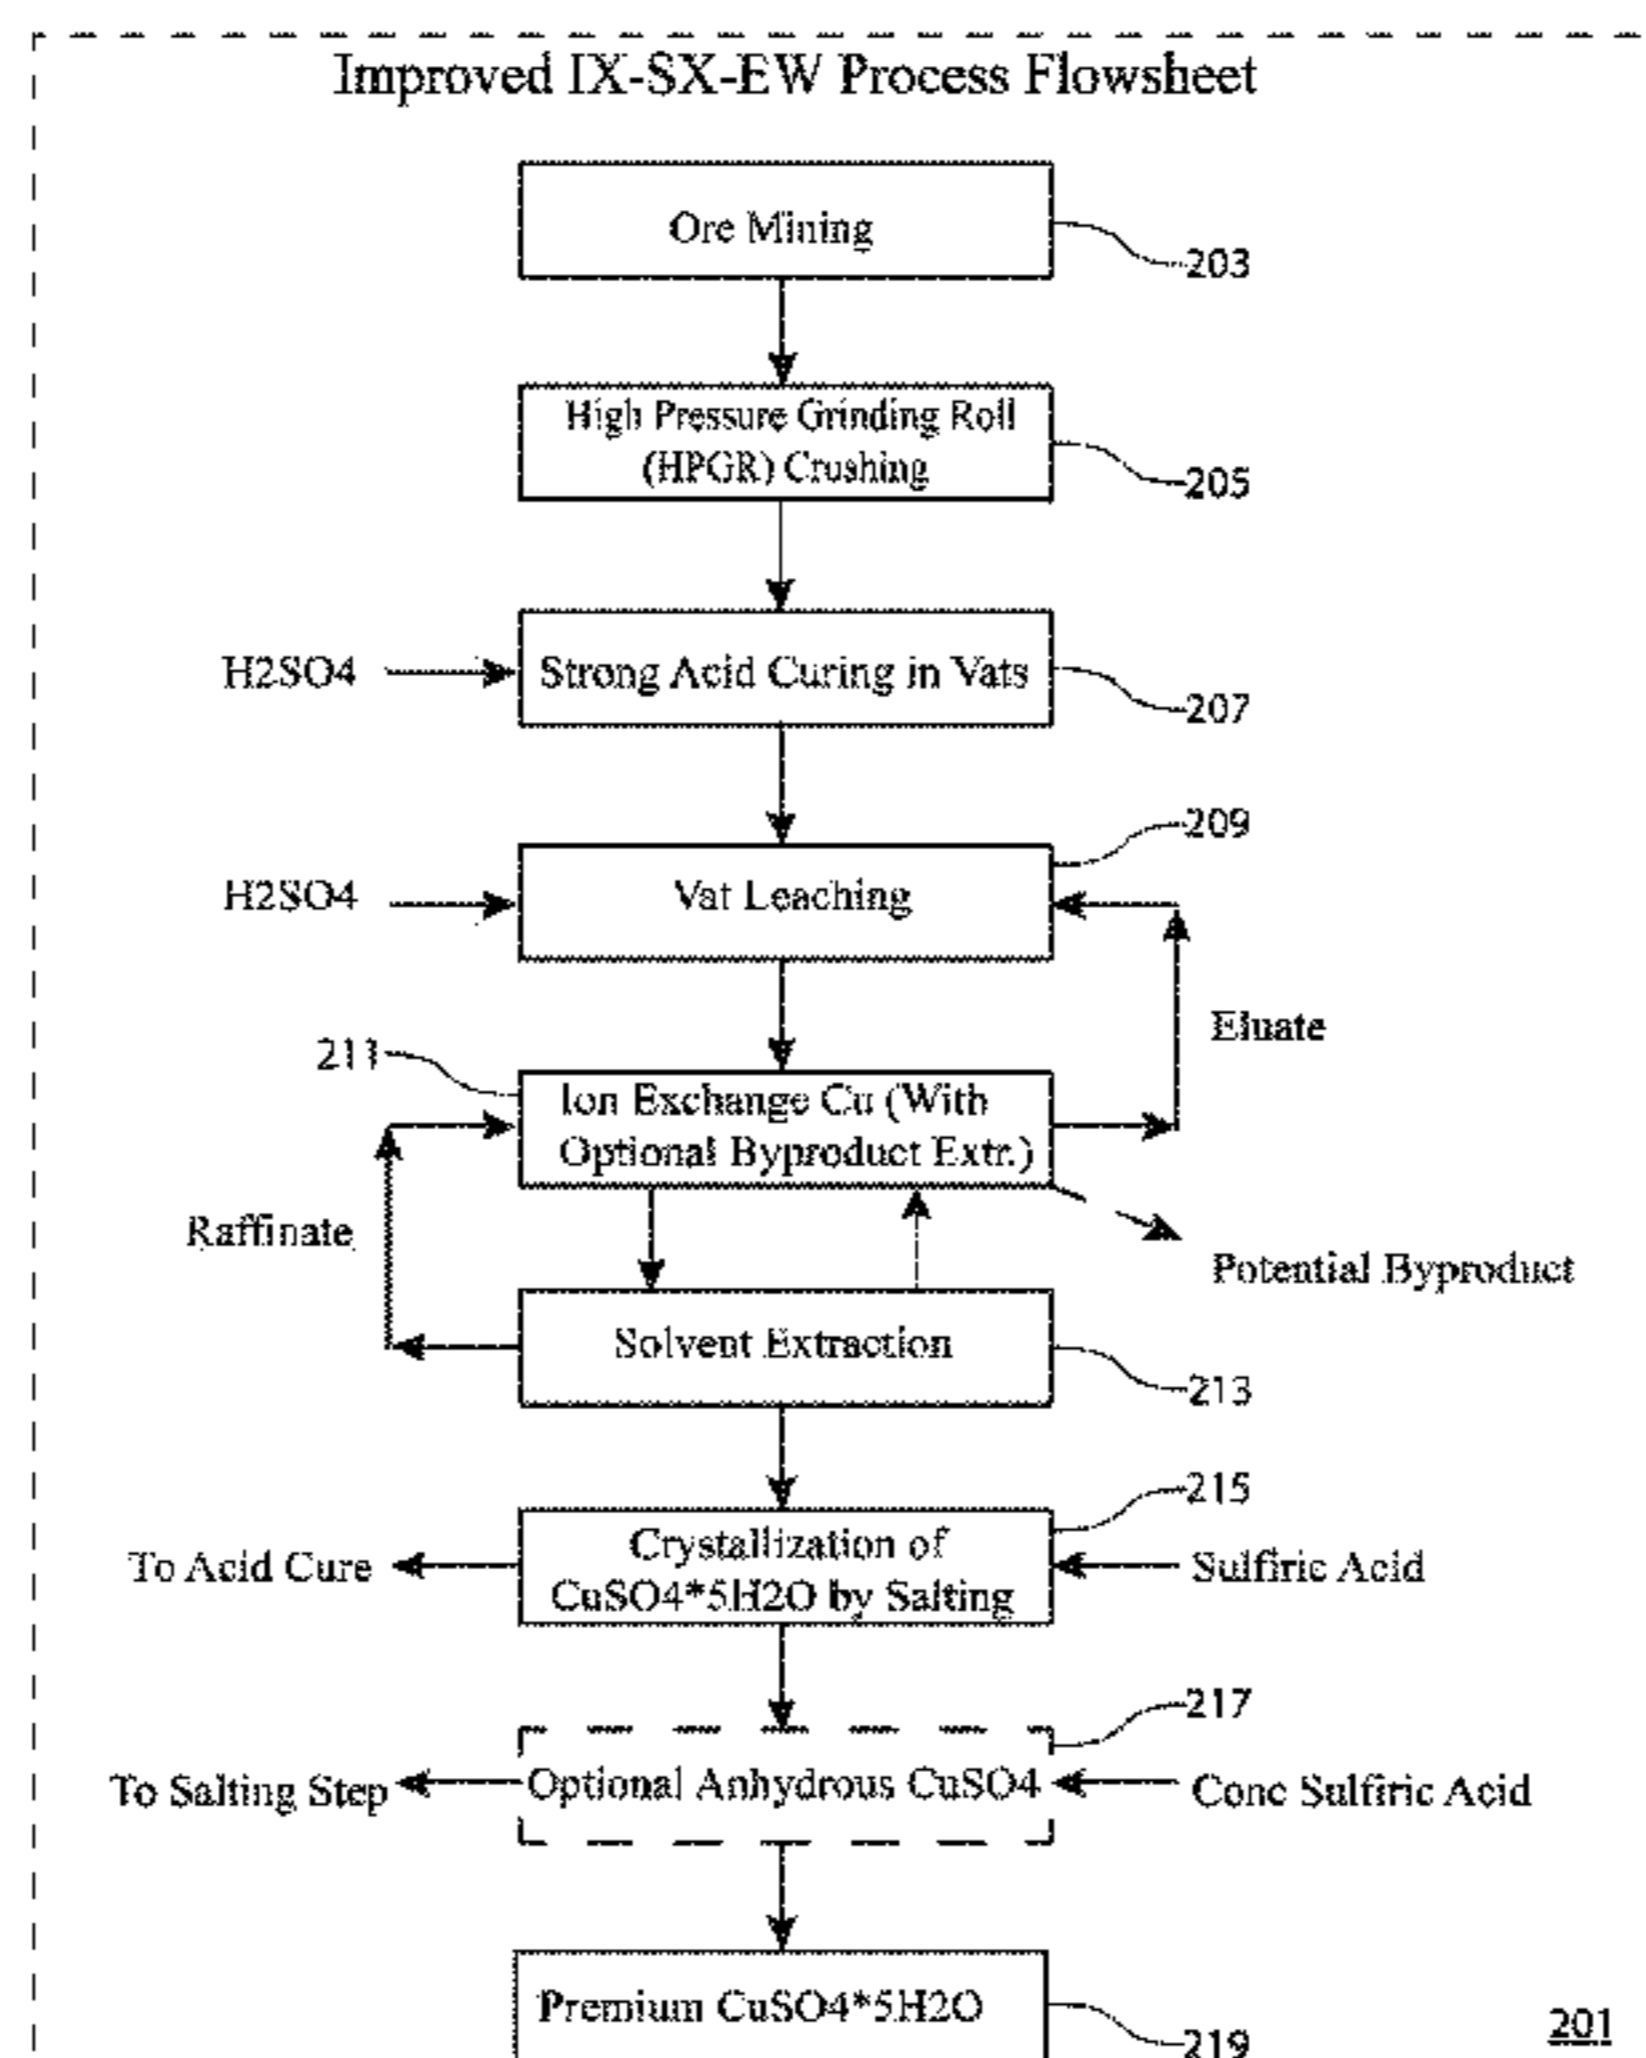 Improved IX-SX-EW Process Flowsheet
Ore Mining
203
High Pressure Grinding Roll
(HPGR) Crushing
205
H2SO4
Strong Acid Curing in Vats
207
209
H2SO4
Vat Leaching
Eluate
211
Ion Exchange Cu (With
Optional Byproduct Extr.)
Raffinate
Potential Byproduct
Solvent Extraction
213
215
To Acid Cure
Crystallization of
CuSO4*5H2O by Salting
Sulfiric Acid
217
To Salting Step
Optional Anhydrous CuSO4
Conc Sulfiric Acid
Premium CuSO4*5H2O
219
201